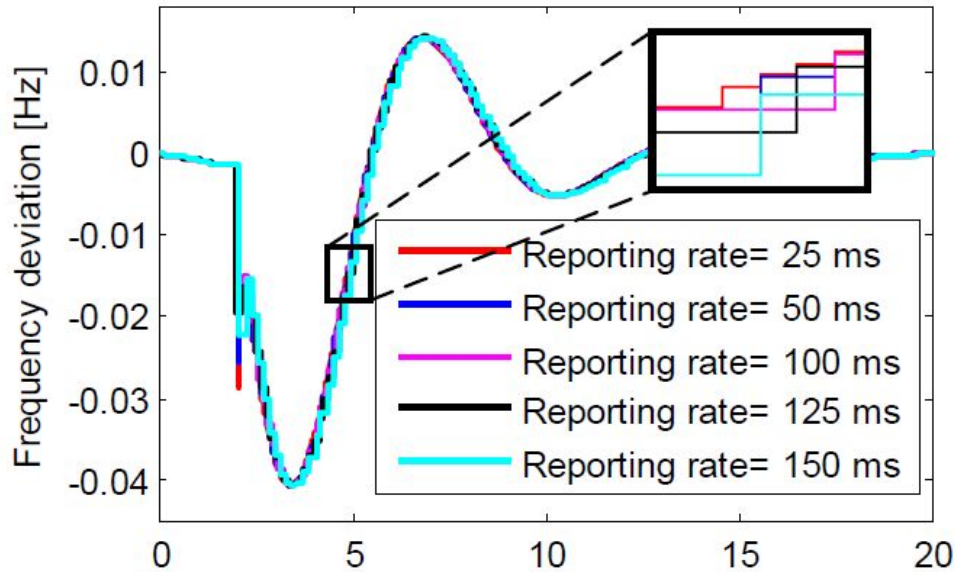 Frequency deviation [Hz]
0.01
0
-0.01
-0.02
-0.03
-0.04
Reporting rate= 25 ms
Reporting rate= 50 ms
Reporting rate= 100 ms
Reporting rate= 125 ms
Reporting rate= 150 ms
0 5 10 15 20